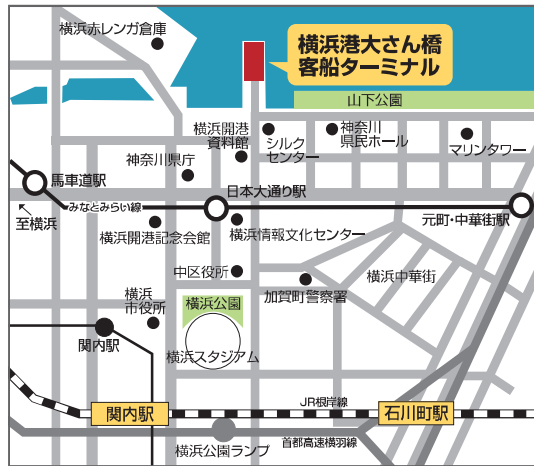 横浜赤レンガ倉庫
横浜港大さん橋
客船ターミナル
山下公園
横浜開港
資料館
シルク
センター
神奈川
県民ホール
マリンタワー
神奈川県庁
馬車道駅
日本大通り駅
みなとみらい線
元町・中華街駅
←至横浜
横浜開港記念会館
横浜情報文化センター
中区役所
横浜中華街
加賀町警察署
横浜
市役所
横浜公園
関内駅
横浜スタジアム
JR根岸線
関内駅
石川町駅
首都高速横羽線
横浜公園ランプ